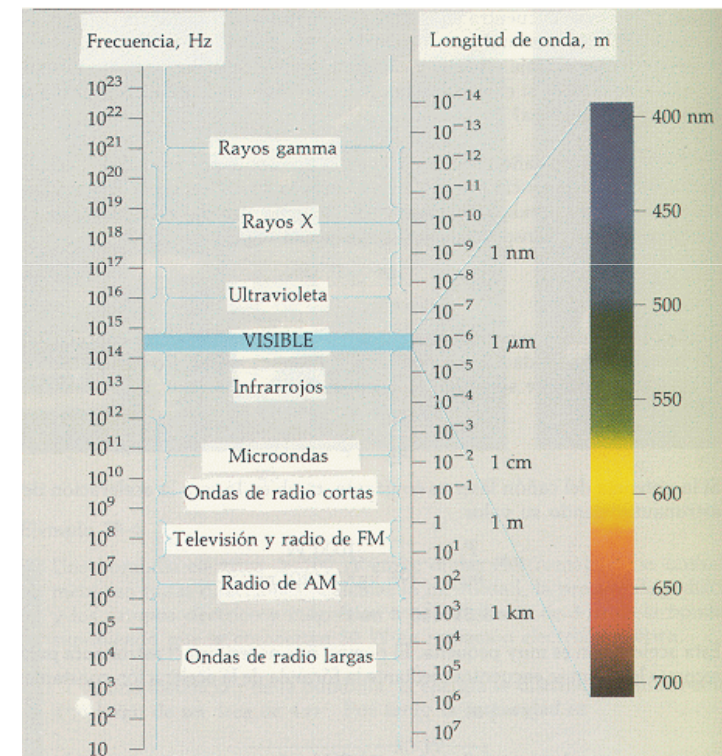 Frecuencia, Hz
Longitud de onda, m
10²³
10²²
10²¹
10²⁰
10¹⁹
10¹⁸
10¹⁷
10¹⁶
10¹⁵
10¹⁴
10¹³
10¹²
10¹¹
10¹⁰
10⁹
10⁸
10⁷
10⁶
10⁵
10⁴
10³
10²
10
Rayos gamma
Rayos X
Ultravioleta
VISIBLE
Infrarrojos
Microondas
Ondas de radio cortas
Televisión y radio de FM
Radio de AM
Ondas de radio largas
10⁻¹⁴
10⁻¹³
10⁻¹²
10⁻¹¹
10⁻¹⁰
10⁻⁹ 1 nm
10⁻⁸
10⁻⁷
10⁻⁶ 1 μm
10⁻⁵
10⁻⁴
10⁻³
10⁻² 1 cm
10⁻¹
1 1 m
10¹
10²
10³ 1 km
10⁴
10⁵
10⁶
10⁷
400 nm
450
500
550
600
650
700